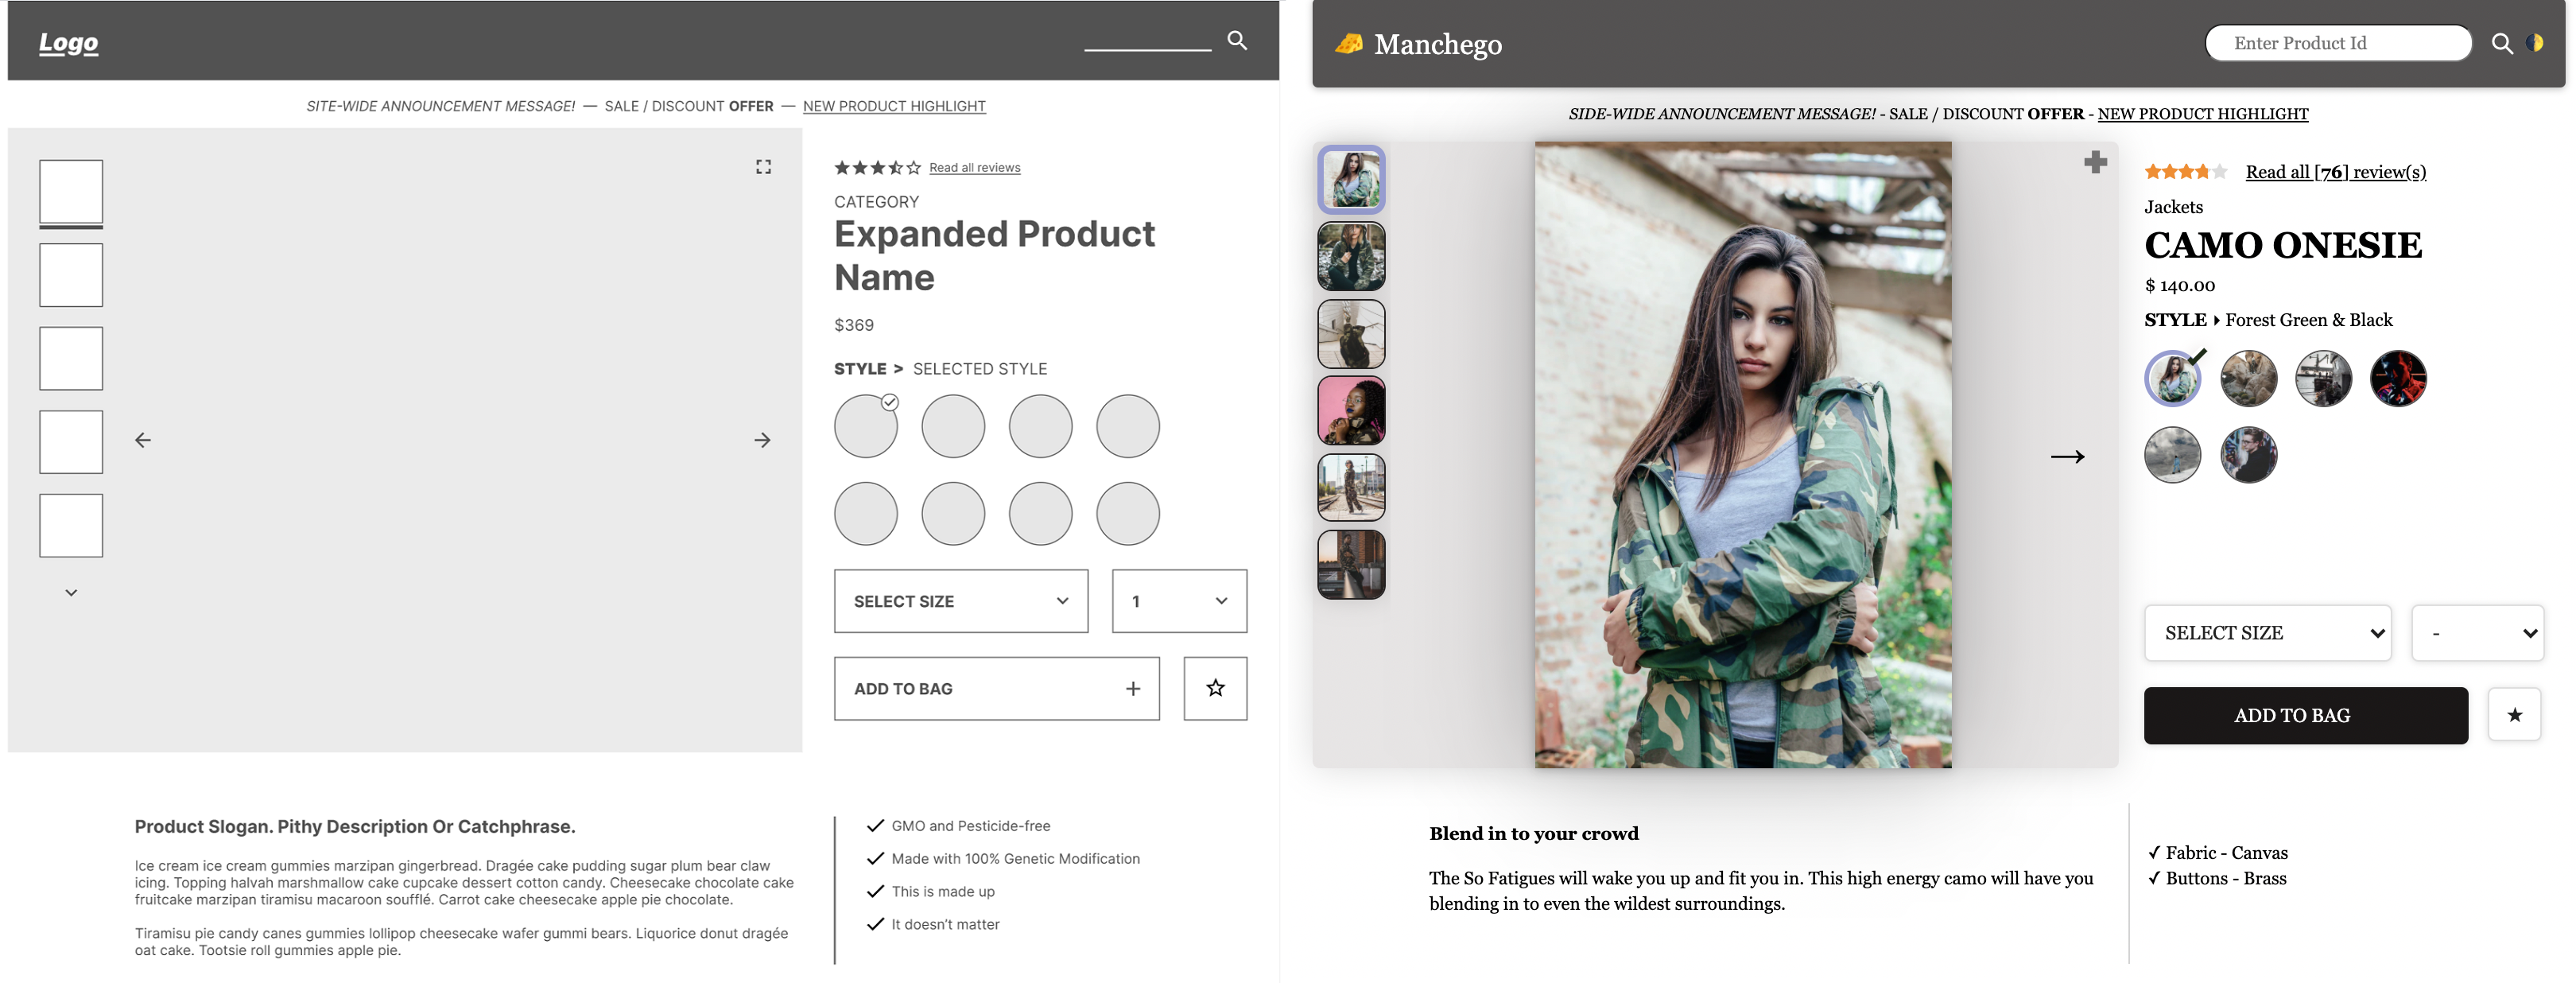 Logo
SITE-WIDE ANNOUNCEMENT MESSAGE! — SALE / DISCOUNT OFFER — NEW PRODUCT HIGHLIGHT
Read all reviews
CATEGORY
Expanded Product
Name
$369
STYLE > SELECTED STYLE
SELECT SIZE
1
ADD TO BAG +
Product Slogan. Pithy Description Or Catchphrase.
Ice cream ice cream gummies marzipan gingerbread. Dragée cake pudding sugar plum bear claw
icing. Topping halvah marshmallow cake cupcake dessert cotton candy. Cheesecake chocolate cake
fruitcake marzipan tiramisu macaroon soufflé. Carrot cake cheesecake apple pie chocolate.
Tiramisu pie candy canes gummies lollipop cheesecake wafer gummi bears. Liquorice donut dragée
oat cake. Tootsie roll gummies apple pie.
GMO and Pesticide-free
Made with 100% Genetic Modification
This is made up
It doesn't matter
Manchego
Enter Product Id
SIDE-WIDE ANNOUNCEMENT MESSAGE! - SALE / DISCOUNT OFFER - NEW PRODUCT HIGHLIGHT
Read all [76] review(s)
Jackets
CAMO ONESIE
$ 140.00
STYLE Forest Green & Black
SELECT SIZE
-
ADD TO BAG
Blend in to your crowd
The So Fatigues will wake you up and fit you in. This high energy camo will have you
blending in to even the wildest surroundings.
✓ Fabric - Canvas
✓ Buttons - Brass